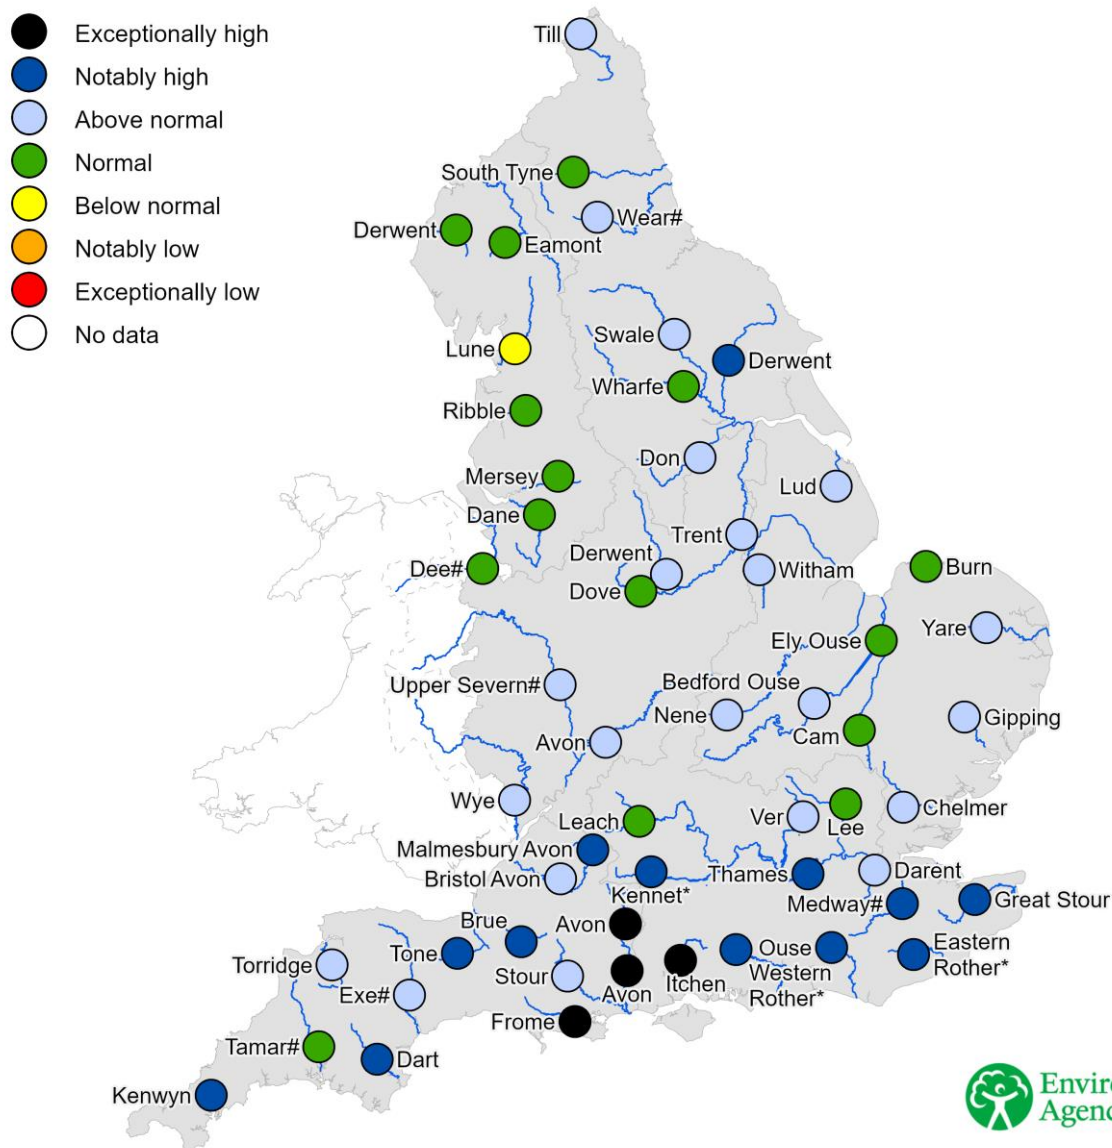 Exceptionally high
Notably high
Above normal
Normal
Below normal
Notably low
Exceptionally low
No data
Till
South Tyne
Wear#
Derwent
Eamont
Swale
Lune
Derwent
Wharfe
Ribble
Don
Mersey
Lud
Dane
Trent
Derwent
Dee#
Witham
Burn
Dove
Yare
Ely Ouse
Upper Severn#
Bedford Ouse
Nene
Gipping
Cam
Avon
Wye
Chelmer
Leach
Ver
Lee
Malmesbury Avon
Bristol Avon
Kennet*
Thames
Darent
Medway#
Great Stour
Brue
Avon
Tone
Ouse
Eastern
Rother*
Torridge
Stour
Avon
Itchen
Western
Rother*
Exe#
Frome
Tamar#
Dart
Kenwyn
Enviro
Agenc